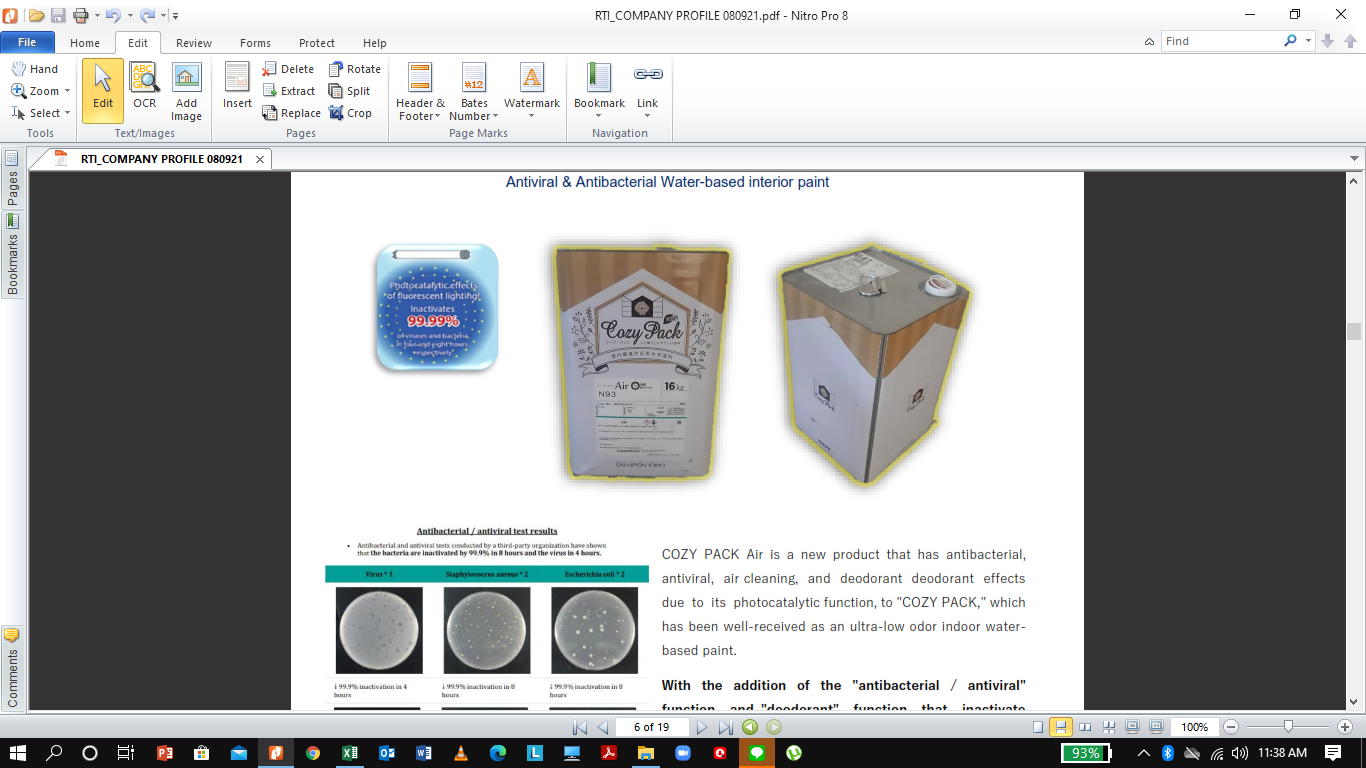 RTI_COMPANY PROFILE 080921.pdf - Nitro Pro 8
File
Home
Edit
Review
Forms
Protect
Help
Find
Hand
Zoom
Select
Tools
Edit
OCR
Add Image
Text/Images
Insert
Delete
Extract
Replace
Rotate
Split
Crop
Pages
Header & Footer
Bates Number
Watermark
Page Marks
Bookmark
Link
Navigation
RTI_COMPANY PROFILE 080921
Pages
Bookmarks
Comments
Antiviral & Antibacterial Water-based interior paint
Photocatalytic effects
of fluorescent lighting!
Inactivates
99.99%
of viruses and bacteria
in four and eight hours,
respectively*
Cozy Pack
Air
16kg
N93
Cozy Pack
Antibacterial / antiviral test results
• Antibacterial and antiviral tests conducted by a third-party organization have shown
that the bacteria are inactivated by 99.9% in 8 hours and the virus in 4 hours.
Virus * 1
Staphylococcus aureus * 2
Escherichia coli * 2
↓ 99.9% inactivation in 4
hours
↓ 99.9% inactivation in 8
hours
↓ 99.9% inactivation in 8
hours
COZY PACK Air is a new product that has antibacterial,
antiviral, air cleaning, and deodorant deodorant effects
due to its photocatalytic function, to "COZY PACK," which
has been well-received as an ultra-low odor indoor water-
based paint.
With the addition of the "antibacterial / antiviral"
function and "deodorant" function that inactivate
6 of 19
100%
93%
11:38 AM